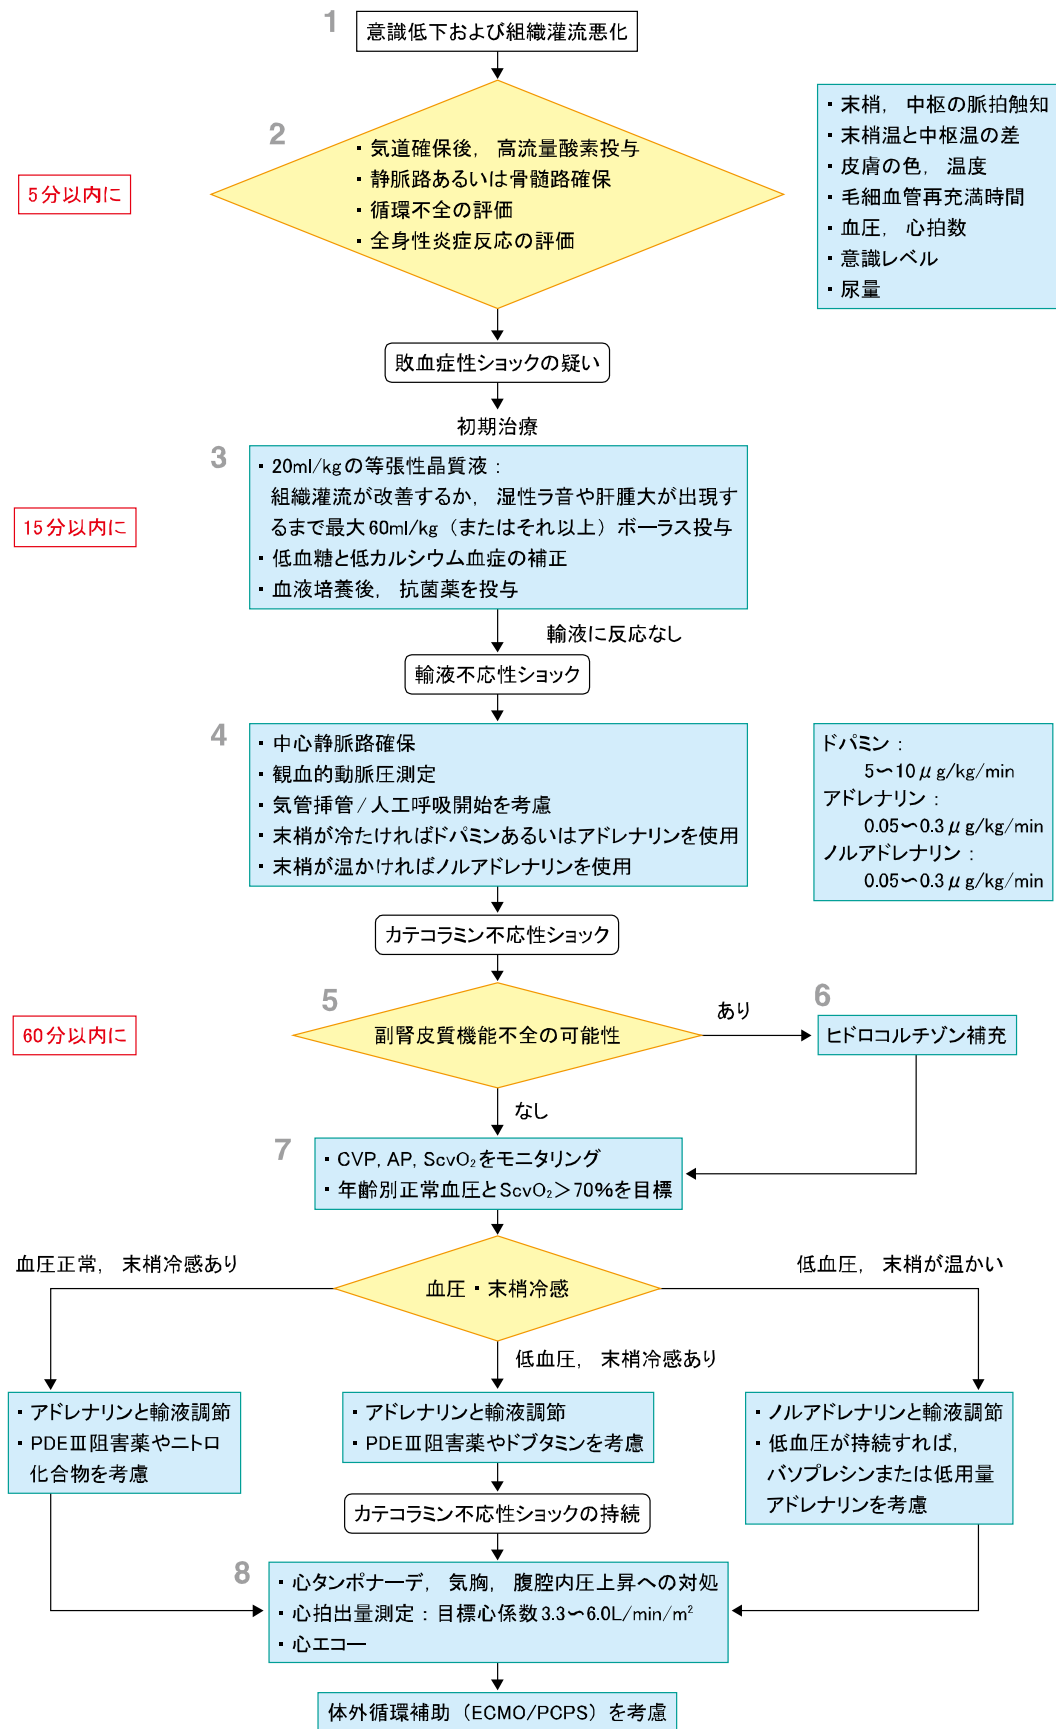 1
意識低下および組織灌流悪化
2
・気道確保後，高流量酸素投与
・静脈路あるいは骨髄路確保
・循環不全の評価
・全身性炎症反応の評価
5分以内に
・末梢，中枢の脈拍触知
・末梢温と中枢温の差
・皮膚の色，温度
・毛細血管再充満時間
・血圧，心拍数
・意識レベル
・尿量
敗血症性ショックの疑い
初期治療
3
15分以内に
・20ml/kgの等張性晶質液：
組織灌流が改善するか，湿性ラ音や肝腫大が出現す
るまで最大60ml/kg（またはそれ以上）ボーラス投与
・低血糖と低カルシウム血症の補正
・血液培養後，抗菌薬を投与
輸液に反応なし
輸液不応性ショック
4
・中心静脈路確保
・観血的動脈圧測定
・気管挿管/人工呼吸開始を考慮
・末梢が冷たければドパミンあるいはアドレナリンを使用
・末梢が温かければノルアドレナリンを使用
ドパミン：
5〜10μg/kg/min
アドレナリン：
0.05〜0.3μg/kg/min
ノルアドレナリン：
0.05〜0.3μg/kg/min
カテコラミン不応性ショック
60分以内に
5
副腎皮質機能不全の可能性
あり
6
ヒドロコルチゾン補充
なし
7
・CVP, AP, ScvO₂をモニタリング
・年齢別正常血圧とScvO₂＞70%を目標
血圧・末梢冷感
血圧正常，末梢冷感あり
低血圧，末梢が温かい
低血圧，末梢冷感あり
・アドレナリンと輸液調節
・PDEⅢ阻害薬やニトロ
化合物を考慮
・アドレナリンと輸液調節
・PDEⅢ阻害薬やドブタミンを考慮
・ノルアドレナリンと輸液調節
・低血圧が持続すれば，
バソプレシンまたは低用量
アドレナリンを考慮
カテコラミン不応性ショックの持続
8
・心タンポナーデ，気胸，腹腔内圧上昇への対処
・心拍出量測定：目標心係数3.3〜6.0L/min/m²
・心エコー
体外循環補助（ECMO/PCPS）を考慮